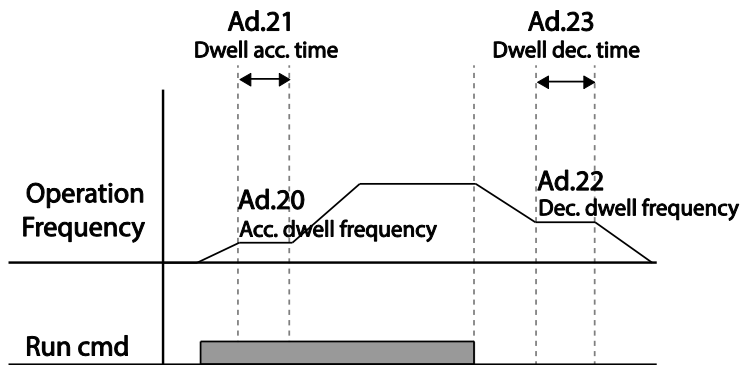 Ad.21
Dwell acc. time
Ad.23
Dwell dec. time
Operation
Frequency
Ad.20
Acc. dwell frequency
Ad.22
Dec. dwell frequency
Run cmd